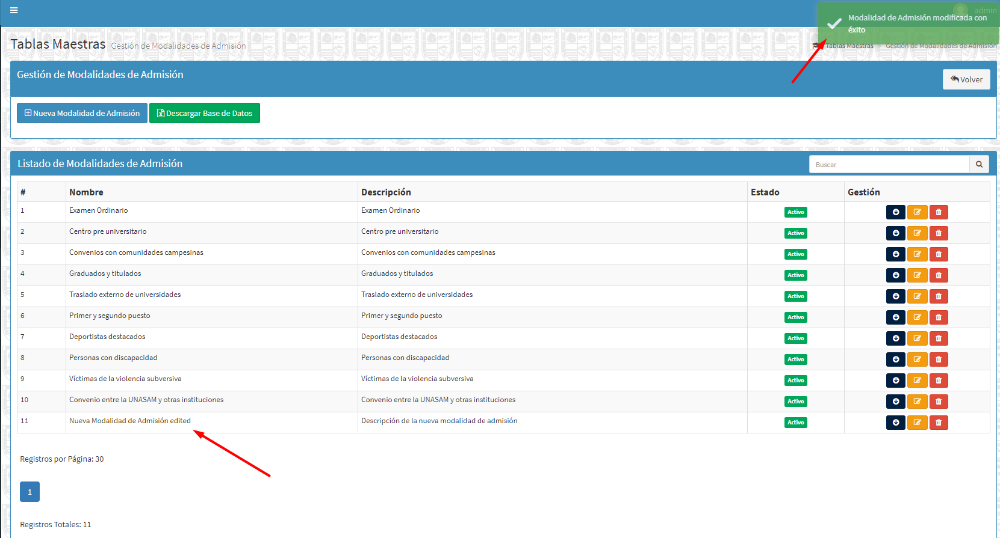 admin
Modalidad de Admisión modificada con
éxito
Tablas Maestras Gestión de Modalidades de Admisión
Tablas Maestras Gestión de Modalidades de Admisión
Gestión de Modalidades de Admisión
Volver
Nueva Modalidad de Admisión Descargar Base de Datos
Listado de Modalidades de Admisión
Buscar
# Nombre Descripción Estado Gestión
1 Examen Ordinario Examen Ordinario Activo
2 Centro pre universitario Centro pre universitario Activo
3 Convenios con comunidades campesinas Convenios con comunidades campesinas Activo
4 Graduados y titulados Graduados y titulados Activo
5 Traslado externo de universidades Traslado externo de universidades Activo
6 Primer y segundo puesto Primer y segundo puesto Activo
7 Deportistas destacados Deportistas destacados Activo
8 Personas con discapacidad Personas con discapacidad Activo
9 Víctimas de la violencia subversiva Víctimas de la violencia subversiva Activo
10 Convenio entre la UNASAM y otras instituciones Convenio entre la UNASAM y otras instituciones Activo
11 Nueva Modalidad de Admisión edited Descripción de la nueva modalidad de admisión Activo
Registros por Página: 30
1
Registros Totales: 11